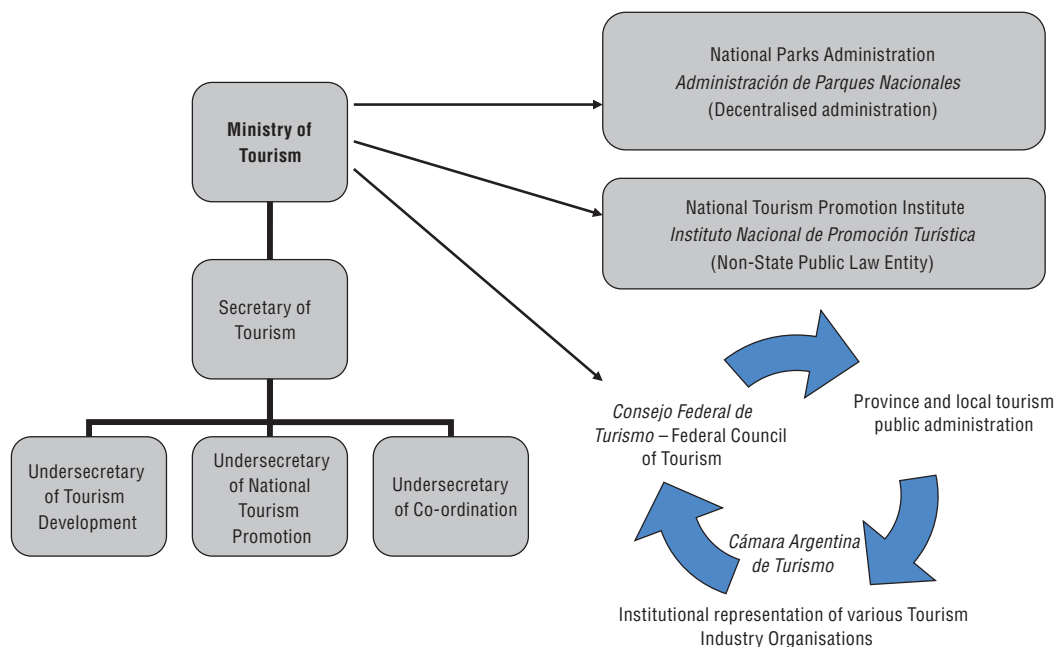 National Parks Administration
Administración de Parques Nacionales
(Decentralised administration)
Ministry of
Tourism
National Tourism Promotion Institute
Instituto Nacional de Promoción Turística
(Non-State Public Law Entity)
Secretary of
Tourism
Consejo Federal de
Turismo – Federal Council
of Tourism
Province and local tourism
public administration
Undersecretary
of Tourism
Development
Undersecretary
of National
Tourism
Promotion
Undersecretary
of Co-ordination
Cámara Argentina
de Turismo
Institutional representation of various Tourism
Industry Organisations